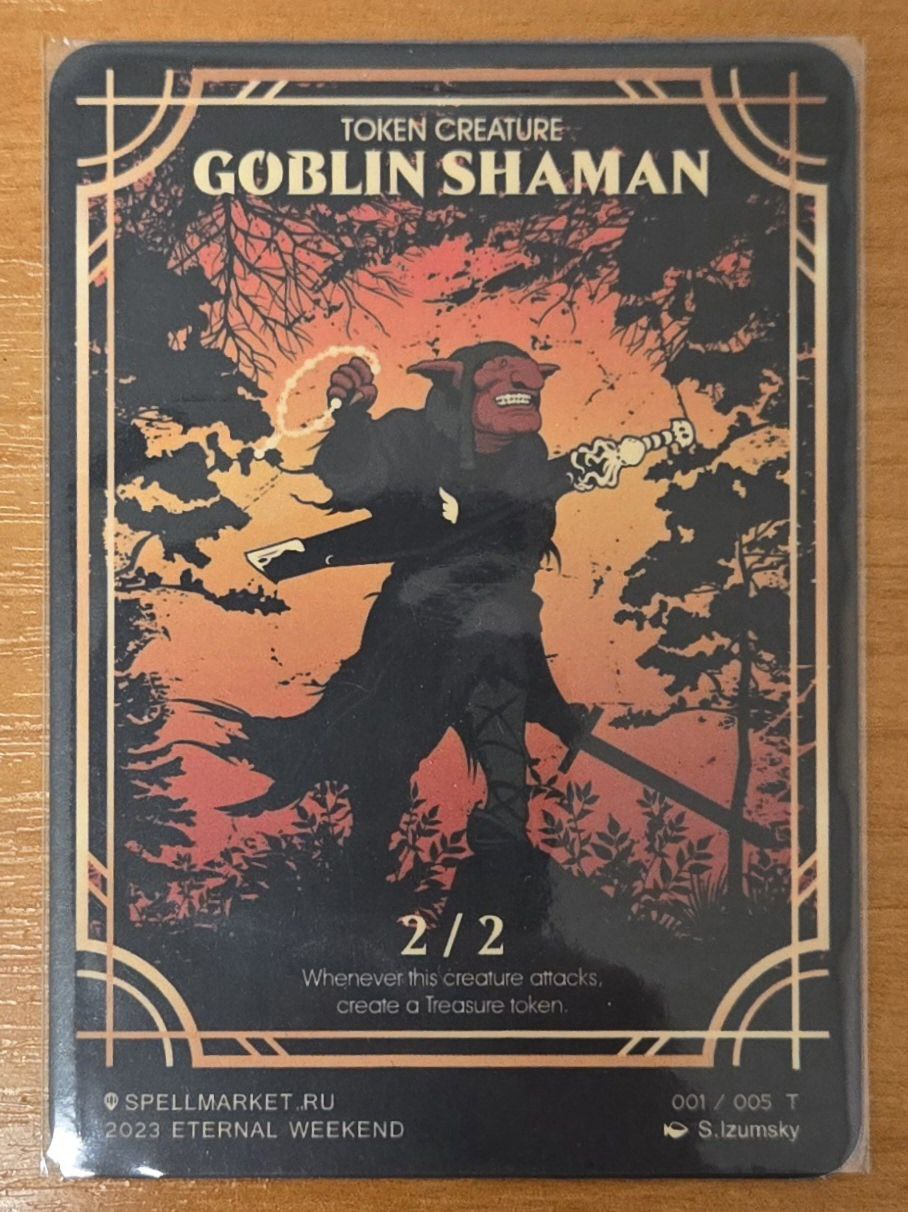 TOKEN CREATURE
GOBLIN SHAMAN
2/2
Whenever this creature attacks,
create a Treasure token.
SPELLMARKET.RU
2023 ETERNAL WEEKEND
001 / 005 T
S.Izumsky